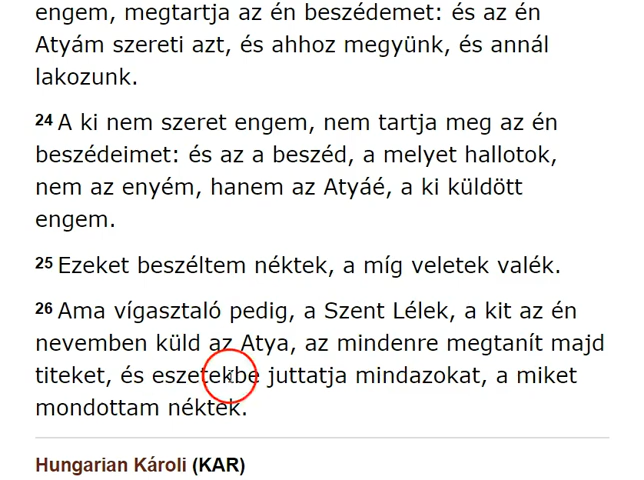 engem, megtartja az én beszédemet: és az én
Atyám szereti azt, és ahhoz megyünk, és annál
lakozunk.
24 A ki nem szeret engem, nem tartja meg az én
beszédeimet: és az a beszéd, a melyet hallotok,
nem az enyém, hanem az Atyáé, a ki küldött
engem.
25 Ezeket beszéltem néktek, a míg veletek valék.
26 Ama vígasztaló pedig, a Szent Lélek, a kit az én
nevemben küld az Atya, az mindenre megtanít majd
titeket, és eszetekbe juttatja mindazokat, a miket
mondottam néktek.
Hungarian Károli (KAR)